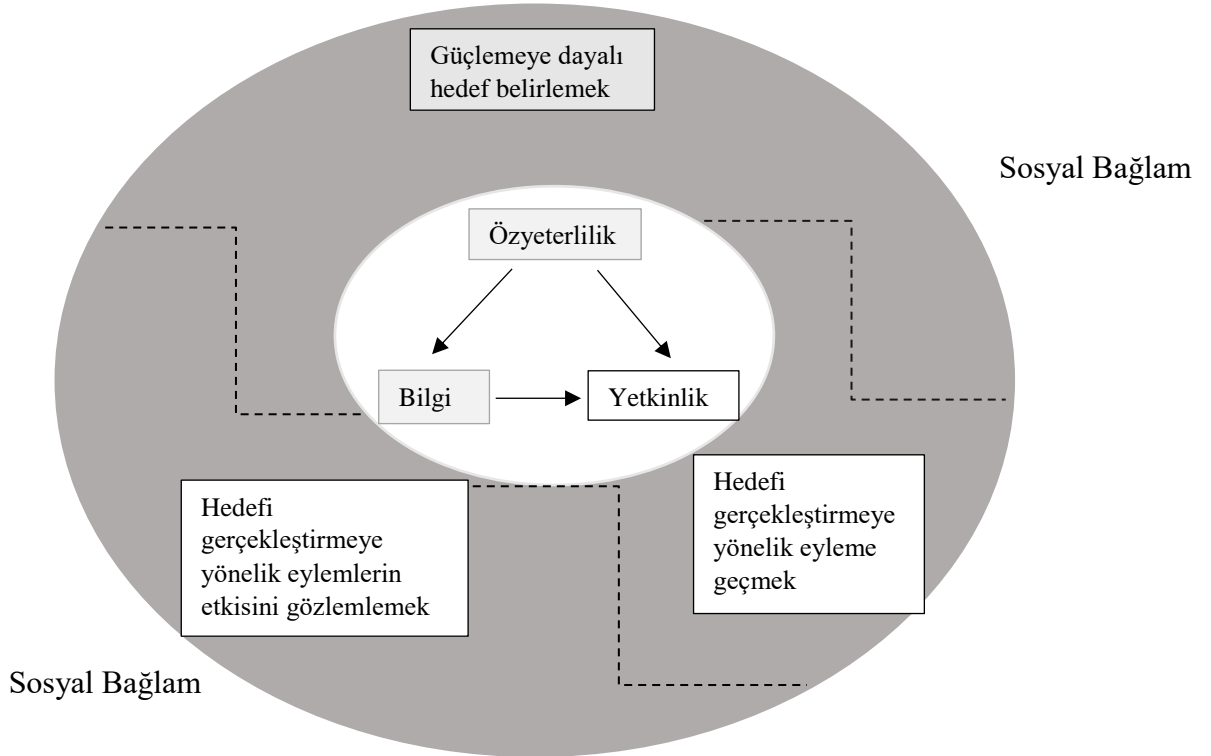 Güçlemeye dayalı
hedef belirlemek
Sosyal Bağlam
Özyeterlilik
Bilgi
Yetkinlik
Hedefi
gerçekleştirmeye
yönelik eyleme
geçmek
Hedefi
gerçekleştirmeye
yönelik eylemlerin
etkisini gözlemlemek
Sosyal Bağlam